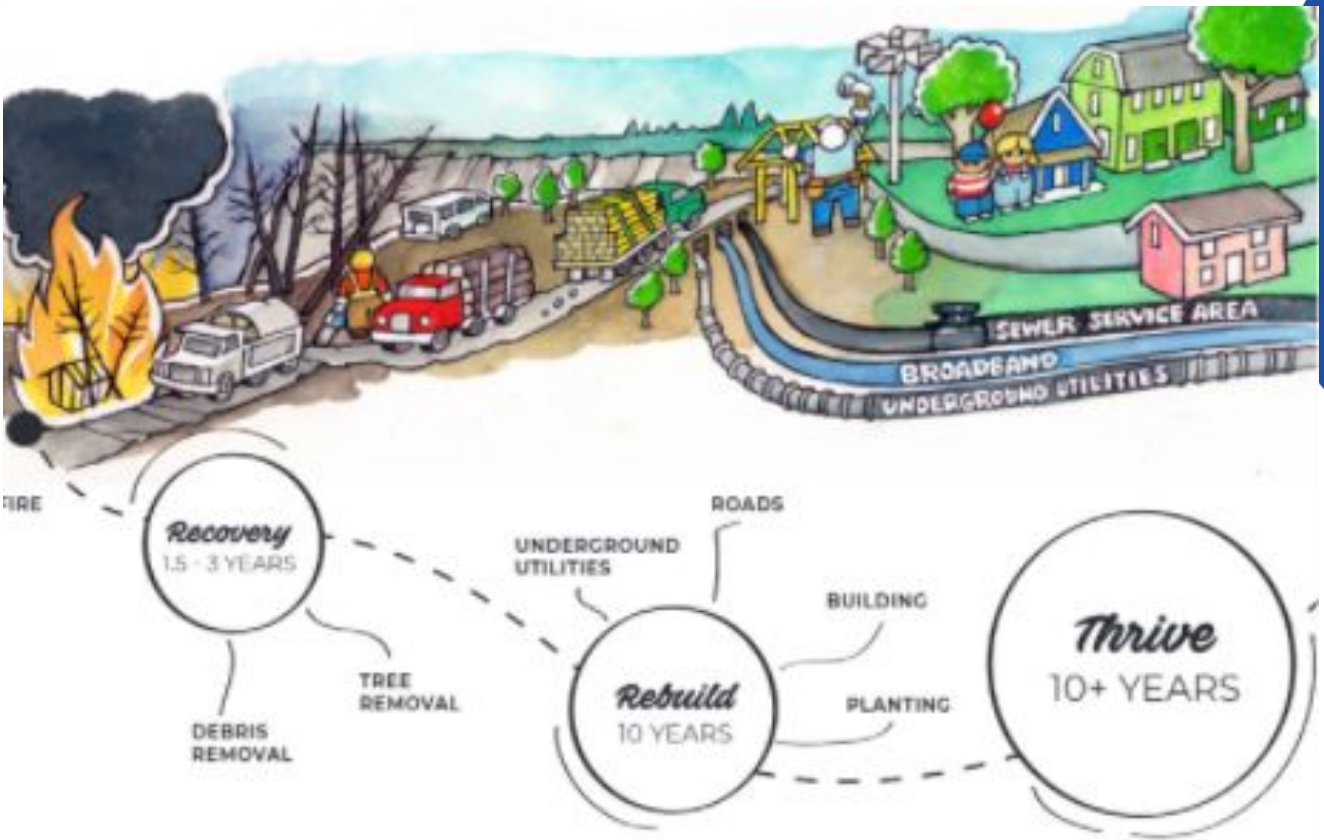 SEWER SERVICE AREA
BROADBAND
UNDERGROUND UTILITIES
FIRE
Recovery
1.5 - 3 YEARS
DEBRIS
REMOVAL
TREE
REMOVAL
UNDERGROUND
UTILITIES
ROADS
BUILDING
PLANTING
Rebuild
10 YEARS
Thrive
10+ YEARS